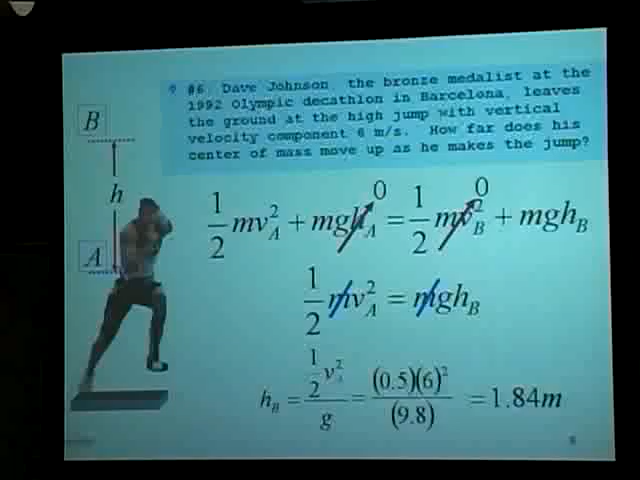 #6. Dave Johnson, the bronze medalist at the
1992 Olympic decathlon in Barcelona, leaves
the ground at the high jump with vertical
velocity component 6 m/s. How far does his
center of mass move up as he makes the jump?
B
h
A
0 0
1/2 mv_A^2 + mgh_A = 1/2 mv_B^2 + mgh_B
1/2 mv_A^2 = mgh_B
h_B = (1/2 v_A^2)/g = (0.5)(6)^2/(9.8) = 1.84m